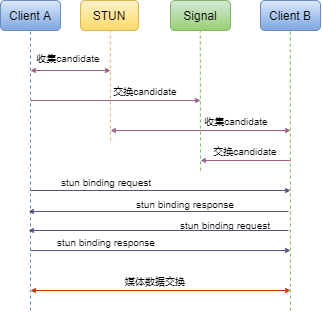 Client A
STUN
Signal
Client B
收集candidate
交换candidate
收集candidate
交换candidate
stun binding request
stun binding response
stun binding request
stun binding response
媒体数据交换